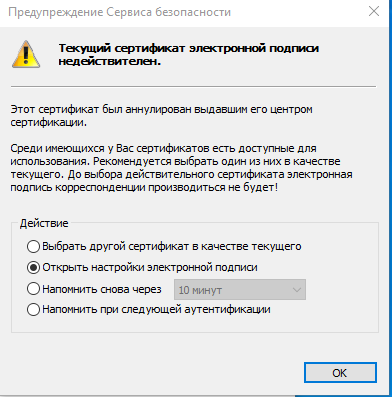 Предупреждение Сервиса безопасности
Текущий сертификат электронной подписи
недействителен.
Этот сертификат был аннулирован выдавшим его центром
сертификации.
Среди имеющихся у Вас сертификатов есть доступные для
использования. Рекомендуется выбрать один из них в качестве
текущего. До выбора действительного сертификата электронная
подпись корреспонденции производиться не будет!
Действие
Выбрать другой сертификат в качестве текущего
Открыть настройки электронной подписи
Напомнить снова через 10 минут
Напомнить при следующей аутентификации
OK